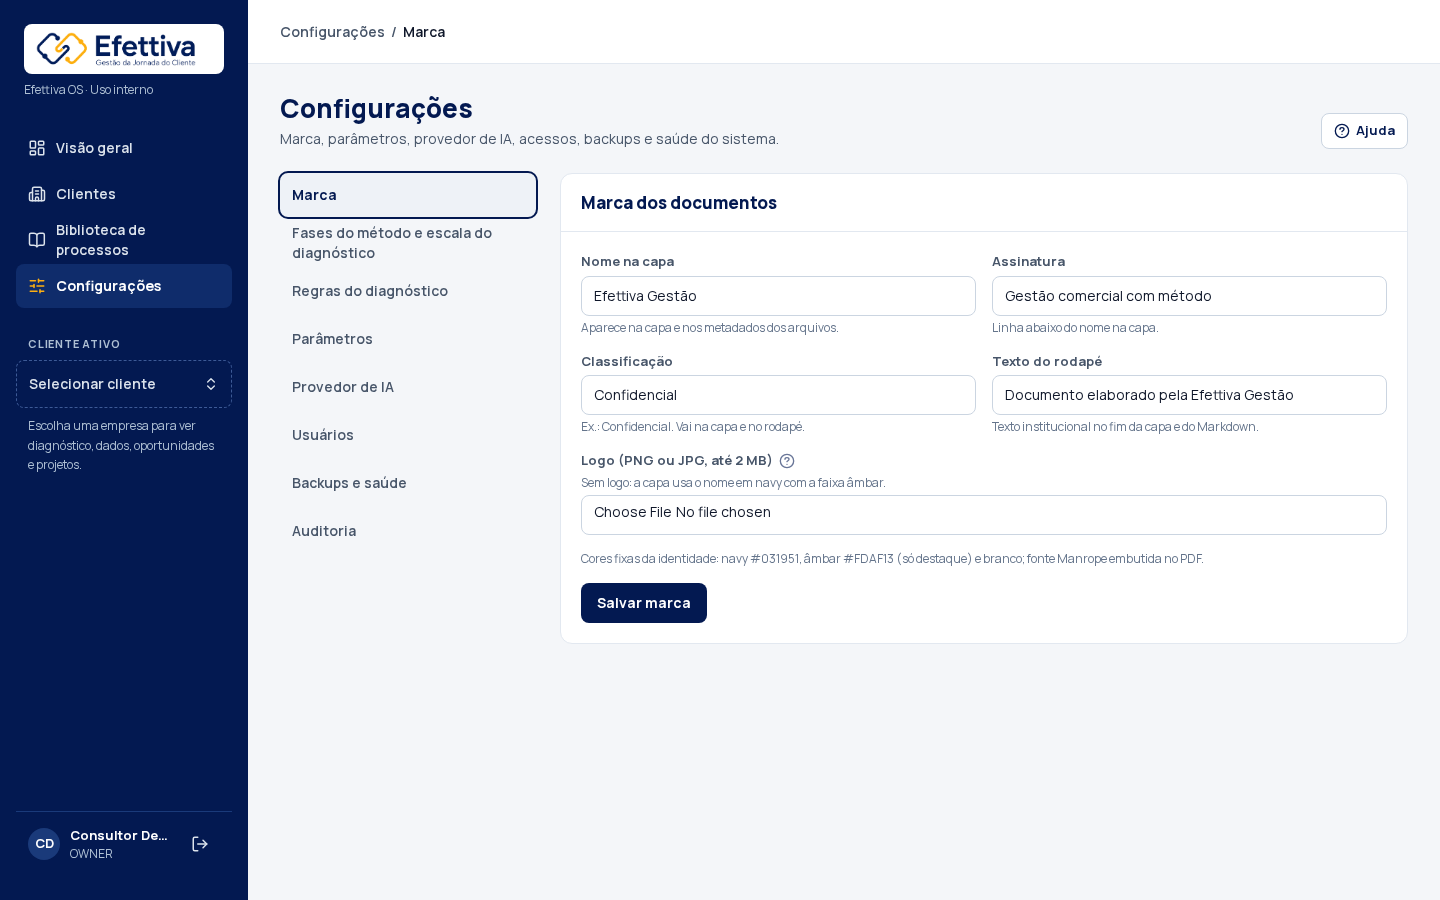 Efettiva
Gestão da Jornada do Cliente
Efettiva OS · Uso interno
Visão geral
Clientes
Biblioteca de
processos
Configurações
CLIENTE ATIVO
Selecionar cliente
Escolha uma empresa para ver
diagnóstico, dados, oportunidades
e projetos.
CD
Consultor De...
OWNER
Configurações / Marca
Configurações
Marca, parâmetros, provedor de IA, acessos, backups e saúde do sistema.
Ajuda
Marca
Fases do método e escala do
diagnóstico
Regras do diagnóstico
Parâmetros
Provedor de IA
Usuários
Backups e saúde
Auditoria
Marca dos documentos
Nome na capa
Efettiva Gestão
Aparece na capa e nos metadados dos arquivos.
Assinatura
Gestão comercial com método
Linha abaixo do nome na capa.
Classificação
Confidencial
Ex.: Confidencial. Vai na capa e no rodapé.
Texto do rodapé
Documento elaborado pela Efettiva Gestão
Texto institucional no fim da capa e do Markdown.
Logo (PNG ou JPG, até 2 MB)
Sem logo: a capa usa o nome em navy com a faixa âmbar.
Choose File No file chosen
Cores fixas da identidade: navy #031951, âmbar #FDAF13 (só destaque) e branco; fonte Manrope embutida no PDF.
Salvar marca